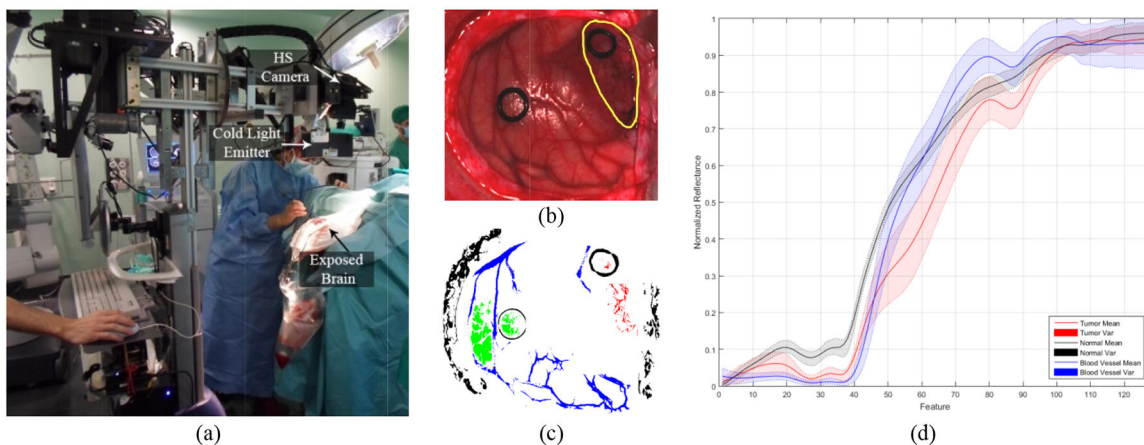 HS
Camera
Cold Light
Emitter
Exposed
Brain
(a)
(b)
(c)
Normalized Reflectance
1
0.9
0.8
0.7
0.6
0.5
0.4
0.3
0.2
0.1
0
1 10 20 30 40 50 60 70 80 90 100 110 120
Feature
Tumor Mean
Tumor Var
Normal Mean
Normal Var
Blood Vessel Mean
Blood Vessel Var
(d)